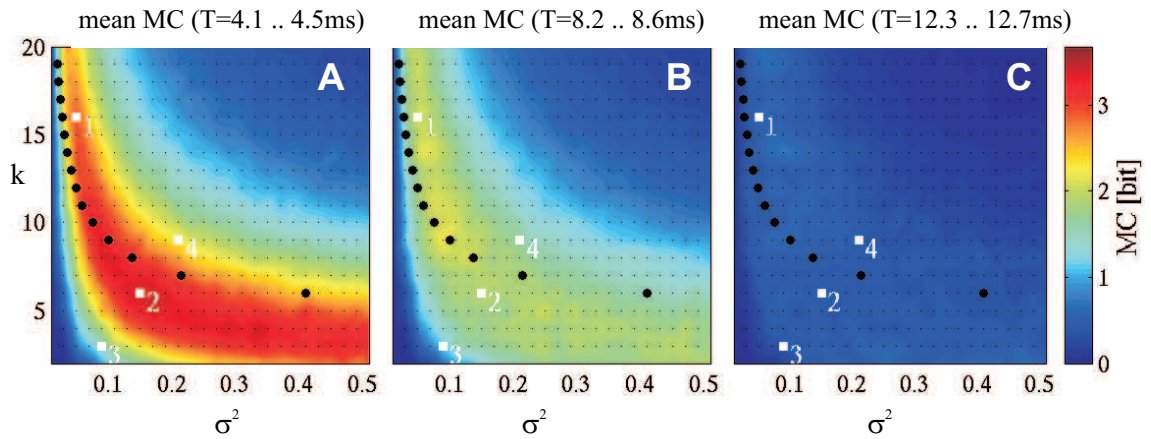 mean MC (T=4.1 .. 4.5ms) mean MC (T=8.2 .. 8.6ms) mean MC (T=12.3 .. 12.7ms)
20
A B C
3
1 1 1
15
k
2
MC [bit]
10
4 4 4
1
5
2 2 2
3 3 3
0
0.1 0.2 0.3 0.4 0.5 0.1 0.2 0.3 0.4 0.5 0.1 0.2 0.3 0.4 0.5
σ² σ² σ²